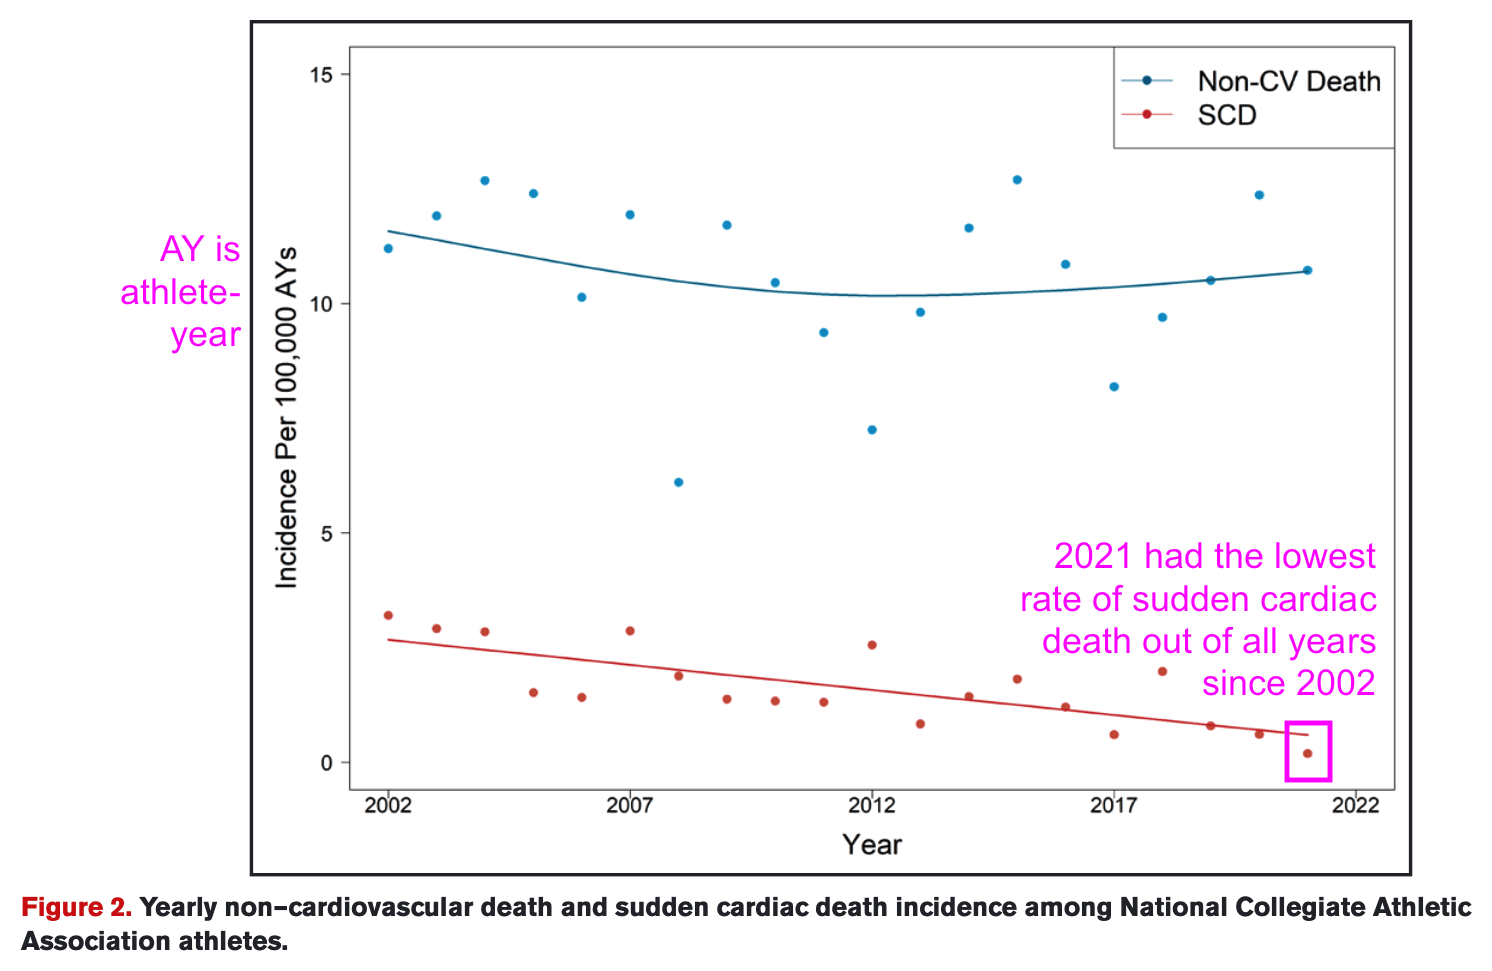 15
Non-CV Death
SCD
AY is
athlete-
year
Incidence Per 100,000 AYs
10
5
2021 had the lowest
rate of sudden cardiac
death out of all years
since 2002
0
2002 2007 2012 2017 2022
Year
Figure 2. Yearly non–cardiovascular death and sudden cardiac death incidence among National Collegiate Athletic
Association athletes.